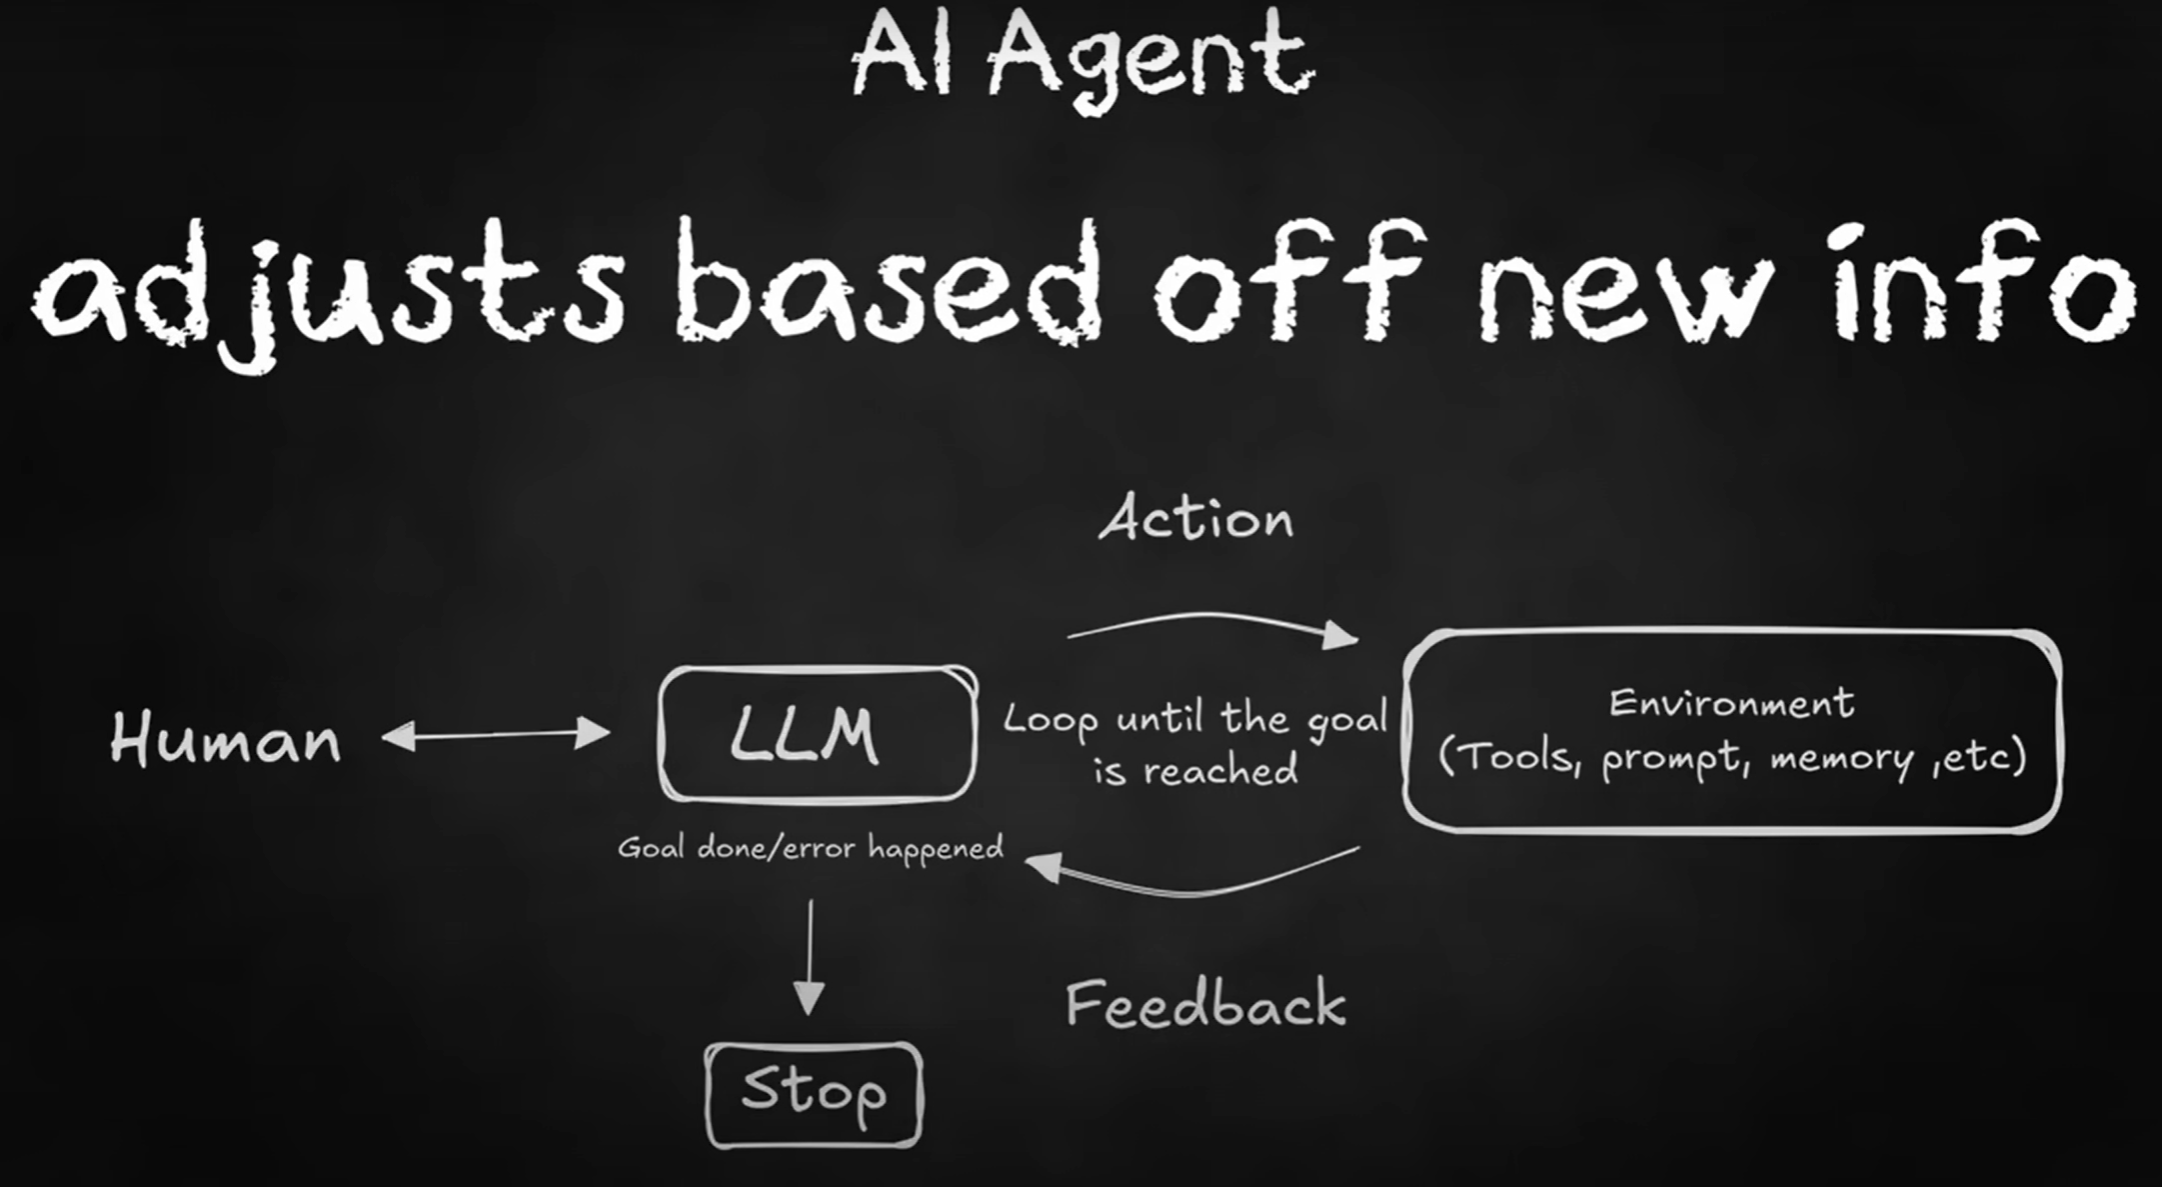 AI Agent
adjusts based off new info
Action
Human
LLM
Loop until the goal
is reached
Environment
(Tools, prompt, memory ,etc)
Goal done/error happened
Feedback
Stop